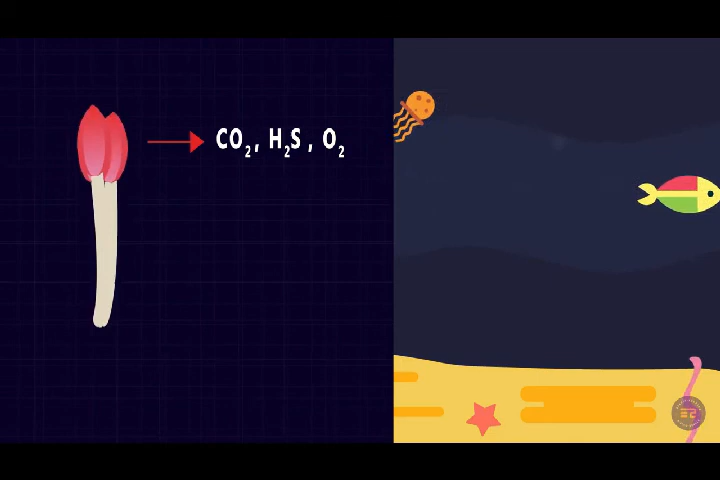 CO₂, H₂S , O₂